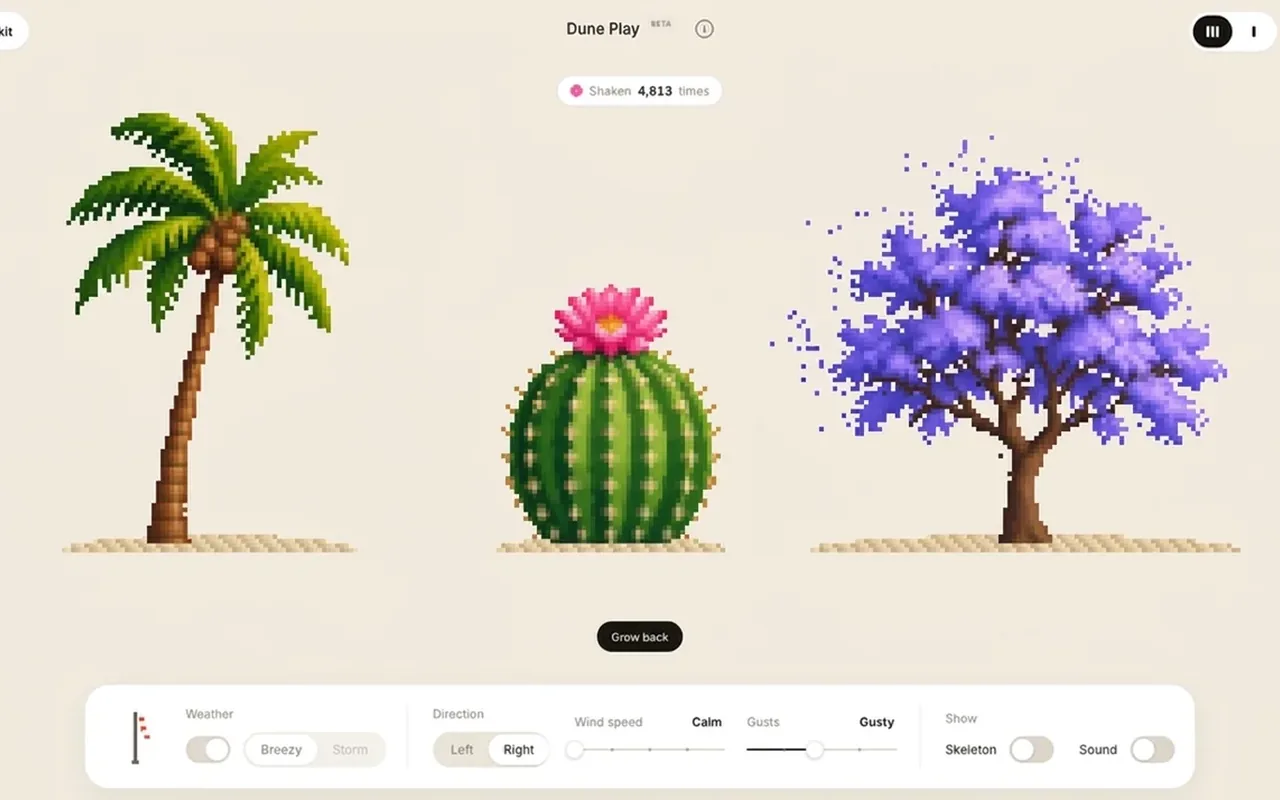 kit
Dune Play BETA
Shaken 4,813 times
Grow back
Weather
Breezy Storm
Direction
Left Right
Wind speed Calm
Gusts Gusty
Show
Skeleton Sound